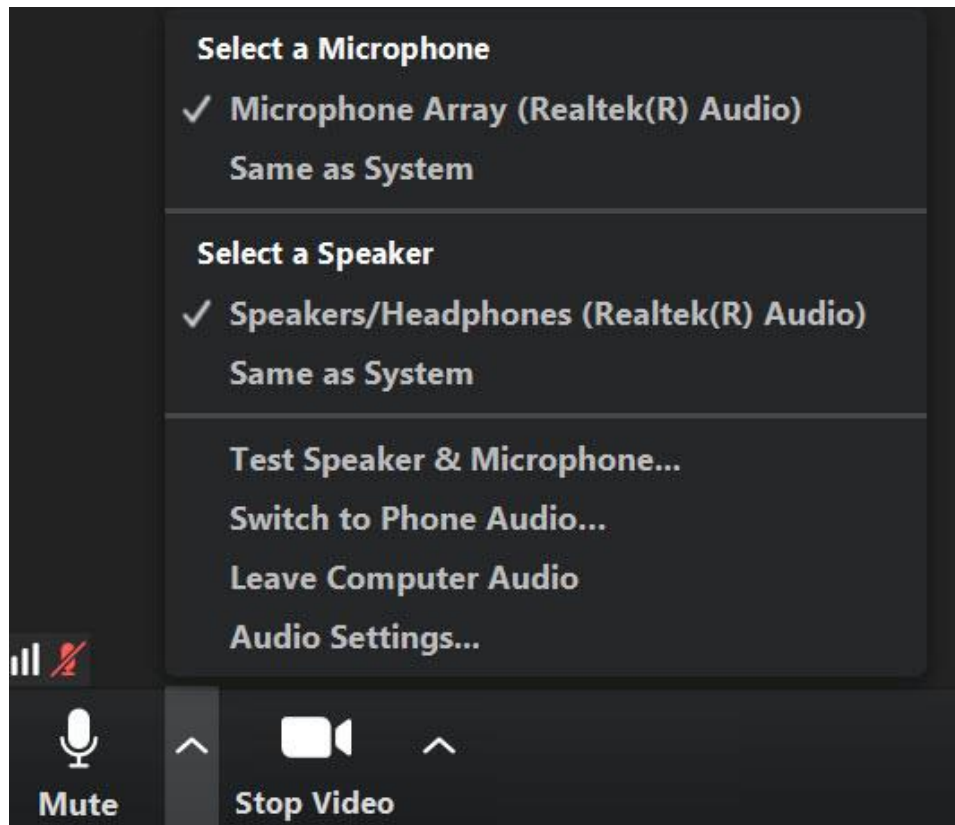 Select a Microphone
✓ Microphone Array (Realtek(R) Audio)
Same as System
Select a Speaker
✓ Speakers/Headphones (Realtek(R) Audio)
Same as System
Test Speaker & Microphone...
Switch to Phone Audio...
Leave Computer Audio
Audio Settings...
Mute
Stop Video